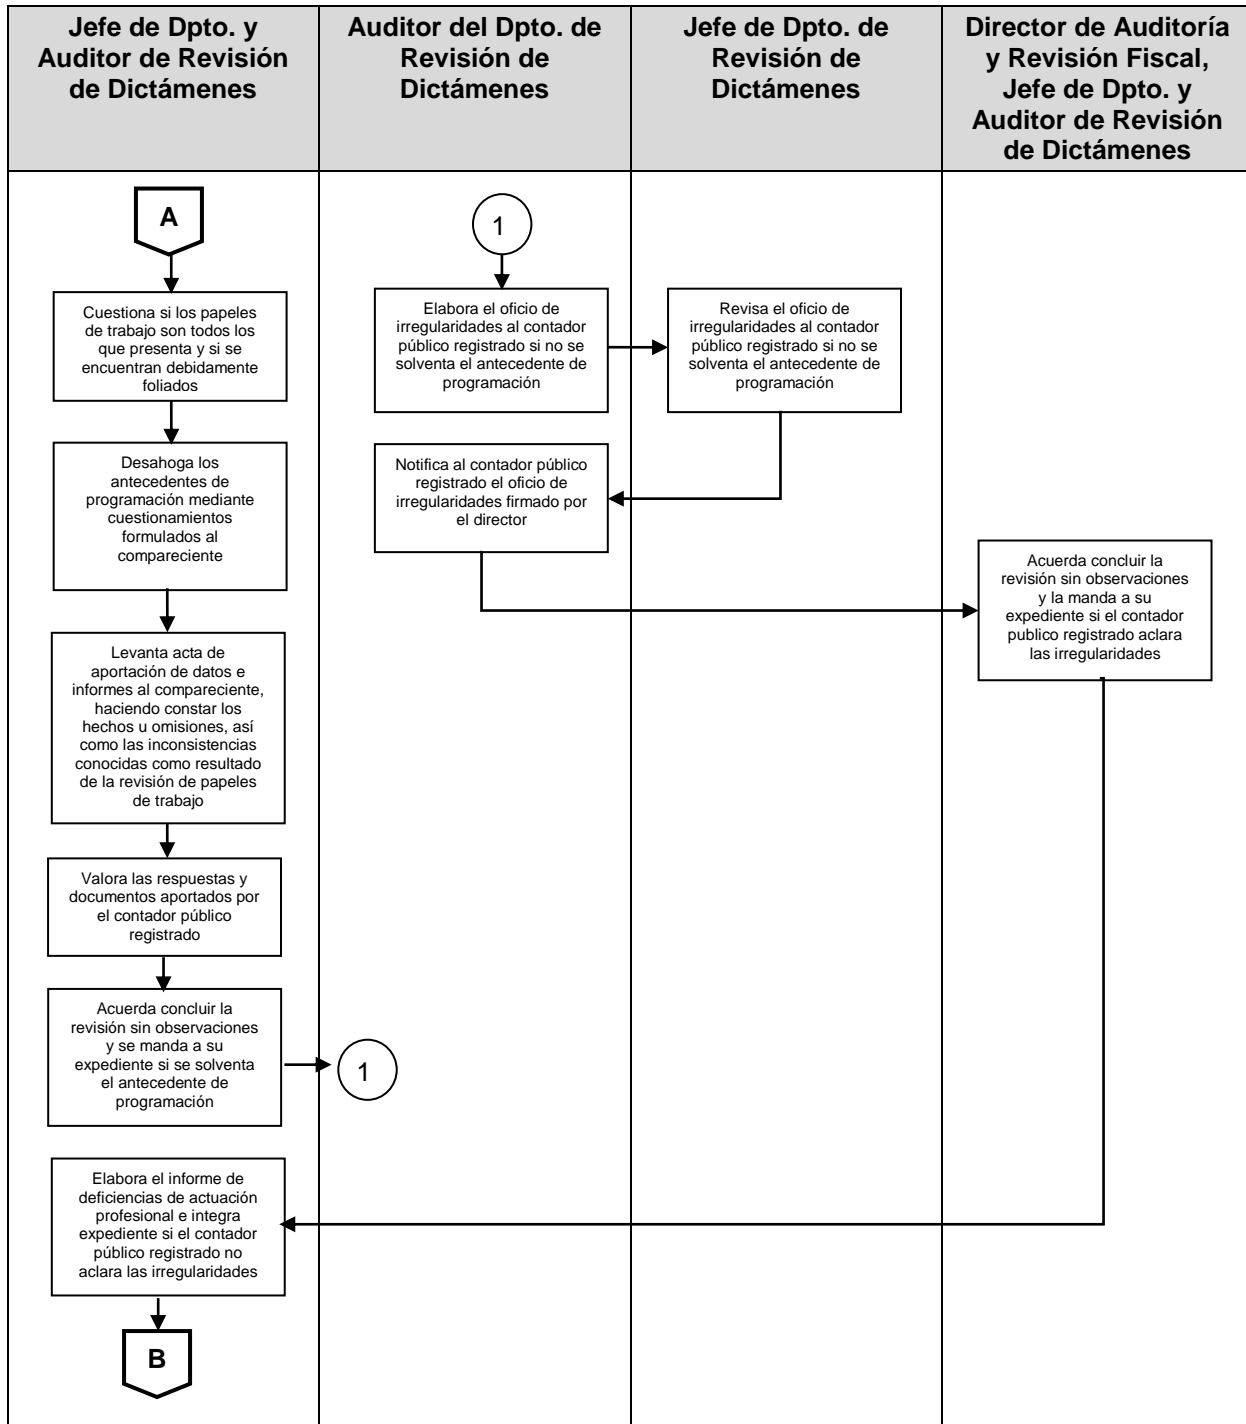 Jefe de Dpto. y
Auditor de Revisión
de Dictámenes
Auditor del Dpto. de
Revisión de
Dictámenes
Jefe de Dpto. de
Revisión de
Dictámenes
Director de Auditoría
y Revisión Fiscal,
Jefe de Dpto. y
Auditor de Revisión
de Dictámenes
A
Cuestiona si los papeles
de trabajo son todos los
que presenta y si se
encuentran debidamente
foliados
Desahoga los
antecedentes de
programación mediante
cuestionamientos
formulados al
compareciente
Levanta acta de
aportación de datos e
informes al compareciente,
haciendo constar los
hechos u omisiones, así
como las inconsistencias
conocidas como resultado
de la revisión de papeles
de trabajo
Valora las respuestas y
documentos aportados por
el contador público
registrado
Acuerda concluir la
revisión sin observaciones
y se manda a su
expediente si se solventa
el antecedente de
programación
1
1
Elabora el oficio de
irregularidades al contador
público registrado si no se
solventa el antecedente de
programación
Revisa el oficio de
irregularidades al contador
público registrado si no se
solventa el antecedente de
programación
Notifica al contador público
registrado el oficio de
irregularidades firmado por
el director
Acuerda concluir la
revisión sin observaciones
y la manda a su
expediente si el contador
publico registrado aclara
las irregularidades
Elabora el informe de
deficiencias de actuación
profesional e integra
expediente si el contador
público registrado no
aclara las irregularidades
B